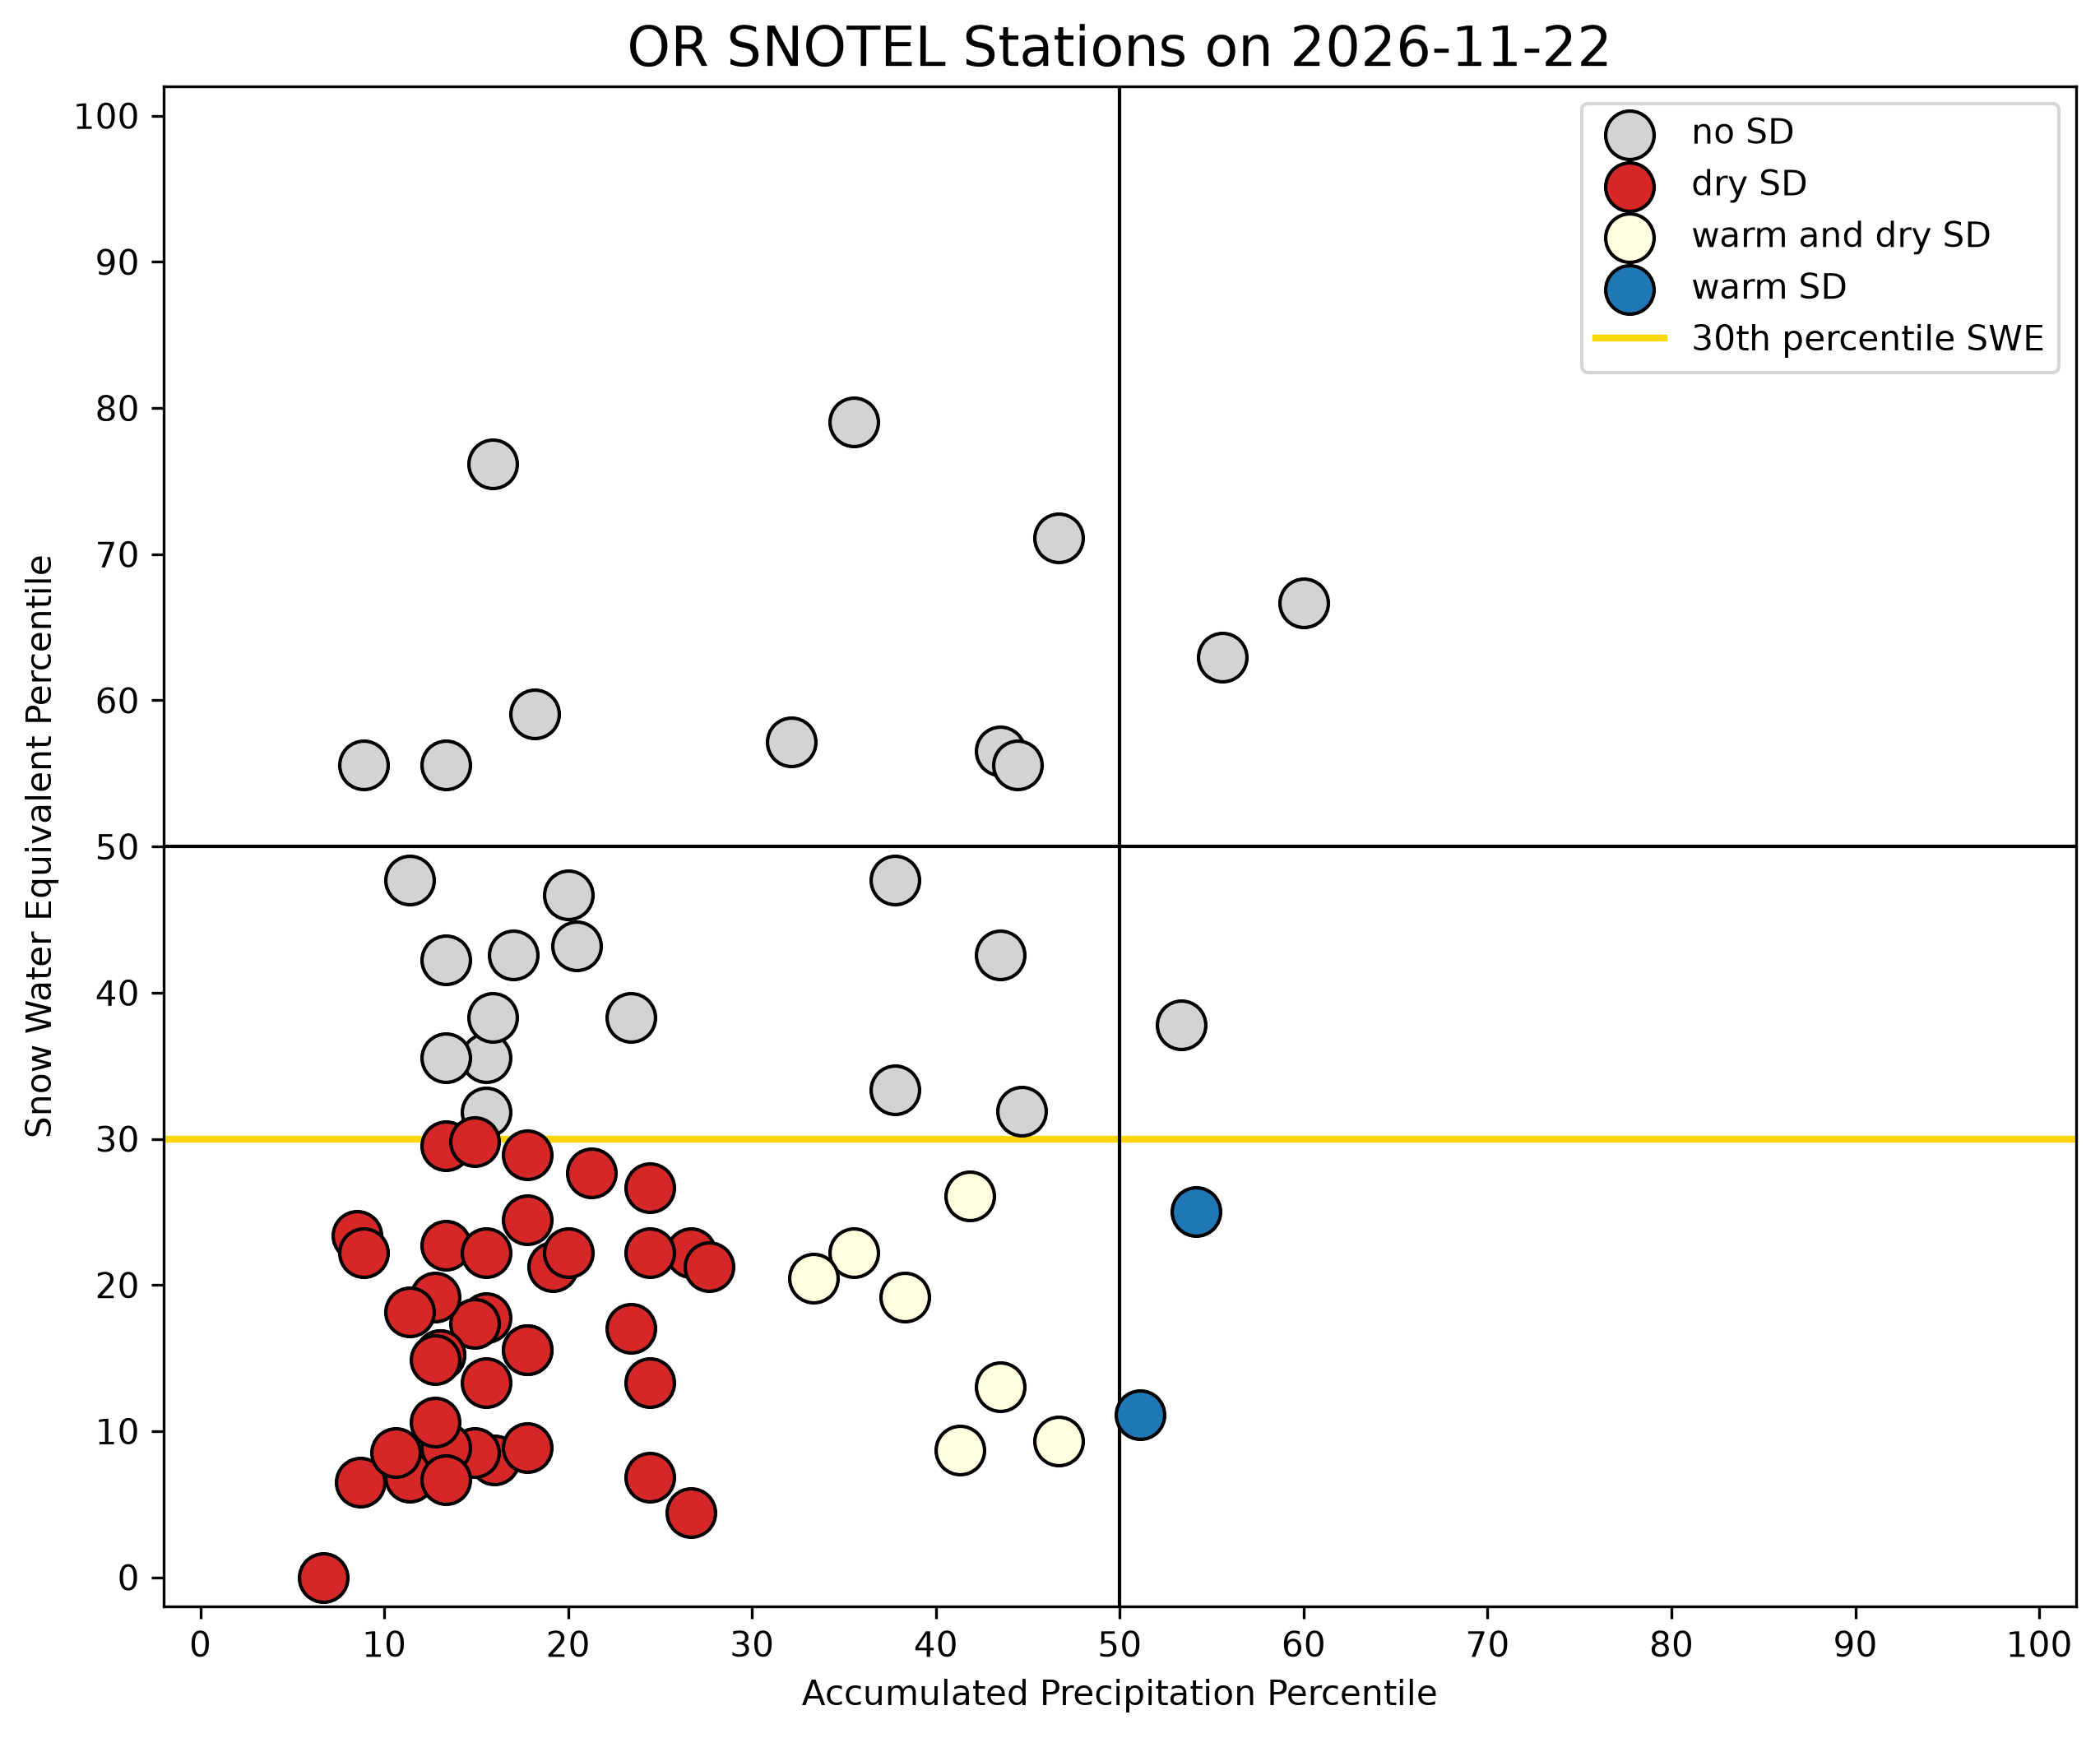 OR SNOTEL Stations on 2026-11-22
no SD
dry SD
warm and dry SD
warm SD
30th percentile SWE
Snow Water Equivalent Percentile
100
90
80
70
60
50
40
30
20
10
0
0 10 20 30 40 50 60 70 80 90 100
Accumulated Precipitation Percentile